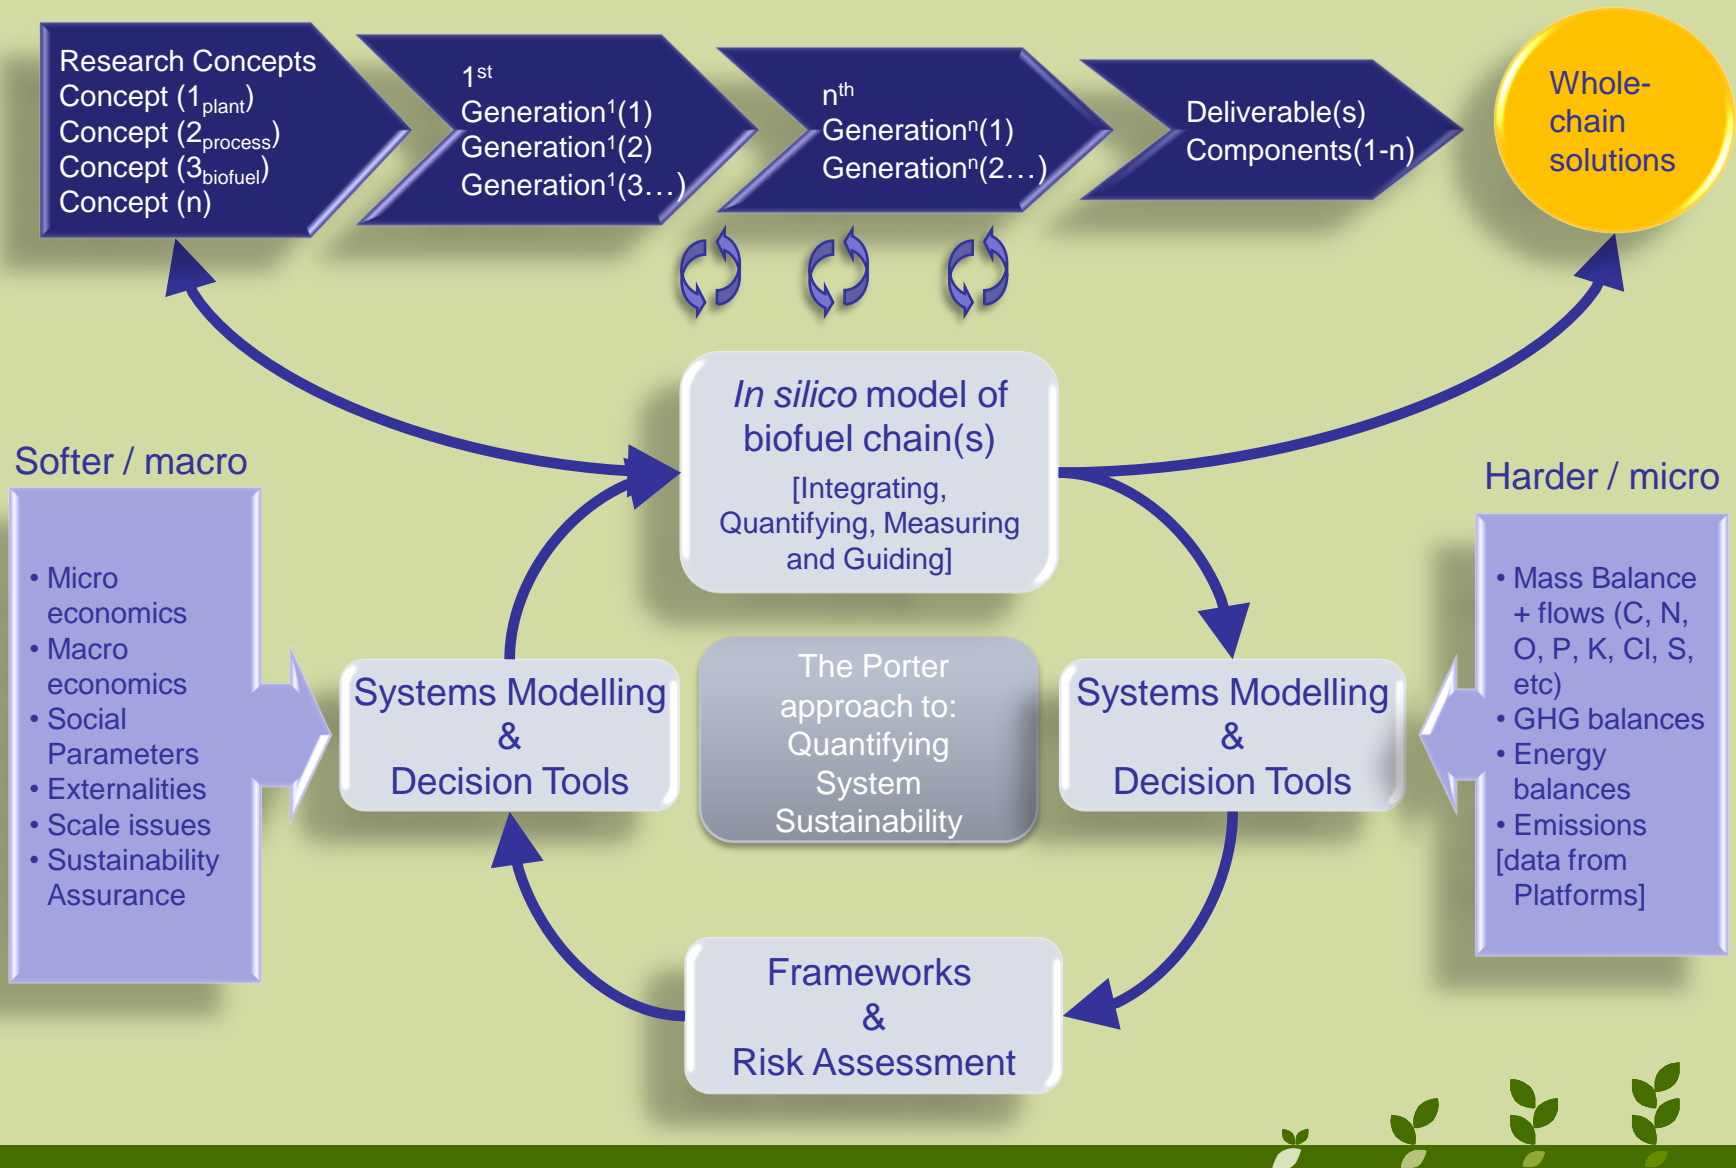 Research Concepts
Concept (1plant)
Concept (2process)
Concept (3biofuel)
Concept (n)
1st
Generation1(1)
Generation1(2)
Generation1(3…)
nth
Generationn(1)
Generationn(2…)
Deliverable(s)
Components(1-n)
Whole-
chain
solutions
In silico model of
biofuel chain(s)
[Integrating,
Quantifying, Measuring
and Guiding]
Softer / macro
• Micro
economics
• Macro
economics
• Social
Parameters
• Externalities
• Scale issues
• Sustainability
Assurance
Systems Modelling
&
Decision Tools
The Porter
approach to:
Quantifying
System
Sustainability
Systems Modelling
&
Decision Tools
Harder / micro
• Mass Balance
+ flows (C, N,
O, P, K, Cl, S,
etc)
• GHG balances
• Energy
balances
• Emissions
[data from
Platforms]
Frameworks
&
Risk Assessment